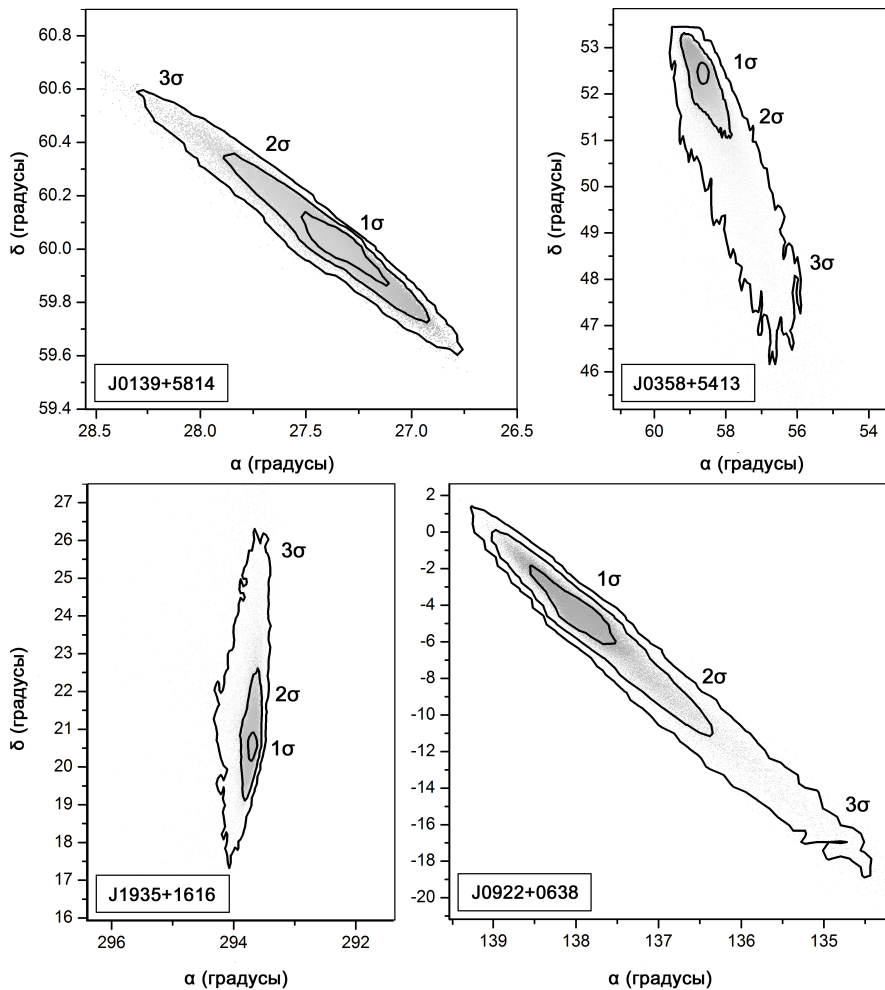 60.8
60.6
60.4
60.2
60.0
59.8
59.6
59.4
δ (градусы)
3σ
2σ
1σ
J0139+5814
28.5 28.0 27.5 27.0 26.5
α (градусы)
53
52
51
50
49
48
47
46
δ (градусы)
1σ
2σ
3σ
J0358+5413
60 58 56 54
α (градусы)
27
26
25
24
23
22
21
20
19
18
17
16
δ (градусы)
3σ
2σ
1σ
J1935+1616
296 294 292
α (градусы)
2
0
-2
-4
-6
-8
-10
-12
-14
-16
-18
-20
δ (градусы)
1σ
2σ
3σ
J0922+0638
139 138 137 136 135
α (градусы)